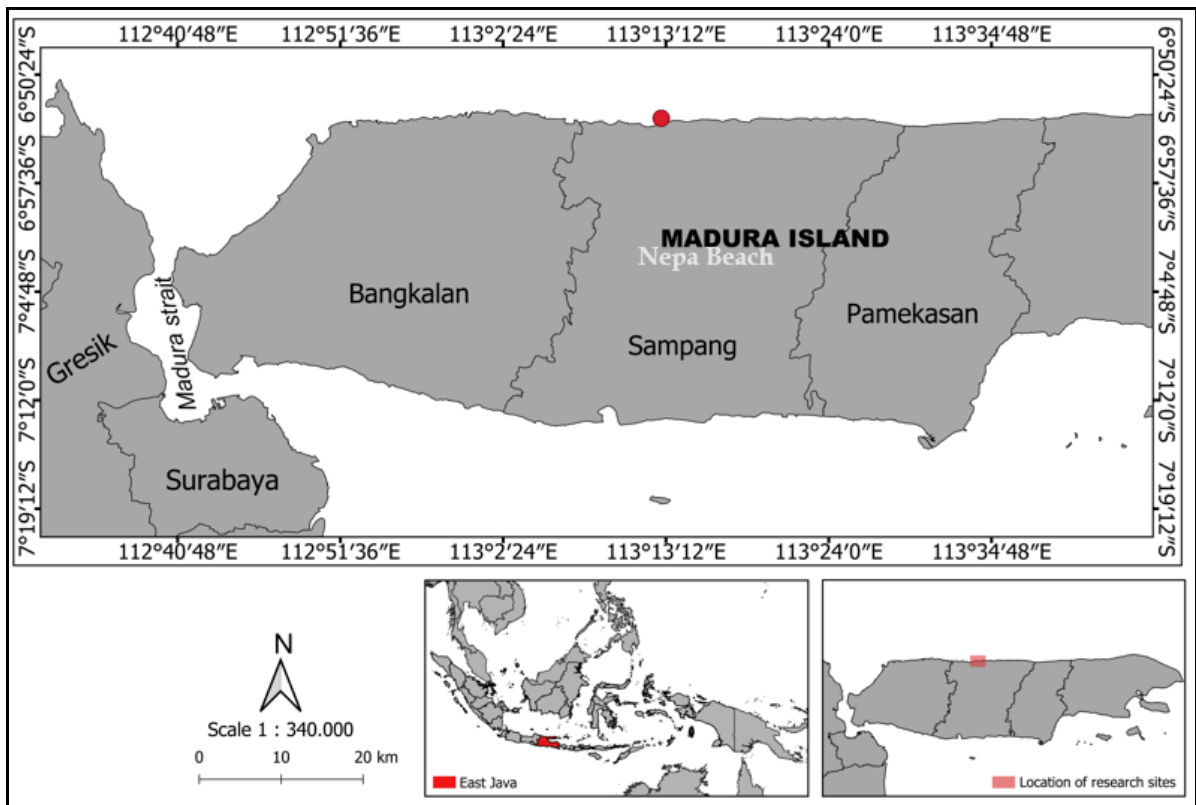 112°40′48″E 112°51′36″E 113°2′24″E 113°13′12″E 113°24′0″E 113°34′48″E
6°50′24″S
6°57′36″S
7°4′48″S
7°12′0″S
7°19′12″S
6°50′24″S
6°57′36″S
7°4′48″S
7°12′0″S
7°19′12″S
MADURA ISLAND
Nepa Beach
Bangkalan
Pamekasan
Sampang
Madura strait
Gresik
Surabaya
112°40′48″E 112°51′36″E 113°2′24″E 113°13′12″E 113°24′0″E 113°34′48″E
N
Scale 1 : 340.000
0 10 20 km
East Java
Location of research sites